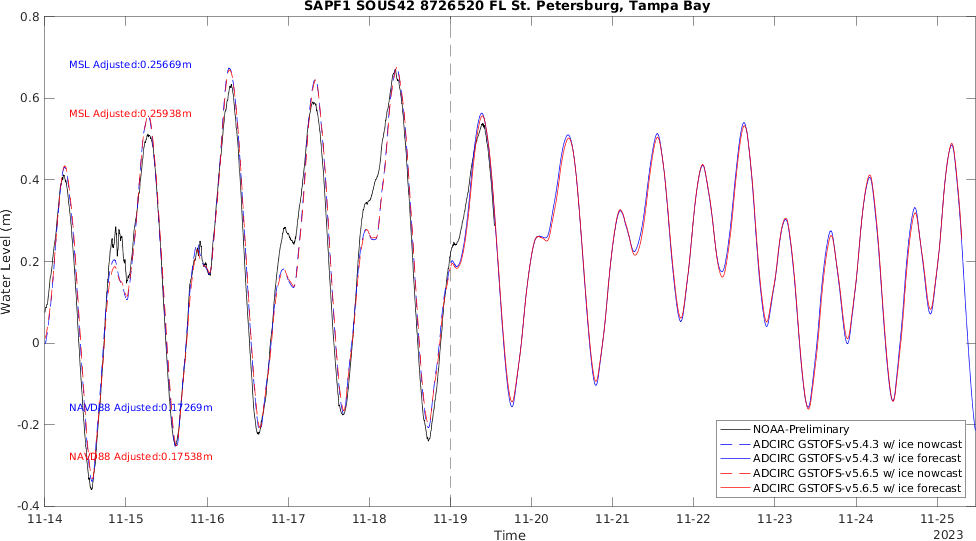 SAPF1 SOUS42 8726520 FL St. Petersburg, Tampa Bay
0.8
0.6
0.4
0.2
0
-0.2
-0.4
Water Level (m)
MSL Adjusted:0.25669m
MSL Adjusted:0.25938m
NAVD88 Adjusted:0.17269m
NAVD88 Adjusted:0.17538m
NOAA-Preliminary
ADCIRC GSTOFS-v5.4.3 w/ ice nowcast
ADCIRC GSTOFS-v5.4.3 w/ ice forecast
ADCIRC GSTOFS-v5.6.5 w/ ice nowcast
ADCIRC GSTOFS-v5.6.5 w/ ice forecast
11-14 11-15 11-16 11-17 11-18 11-19 11-20 11-21 11-22 11-23 11-24 11-25
Time
2023